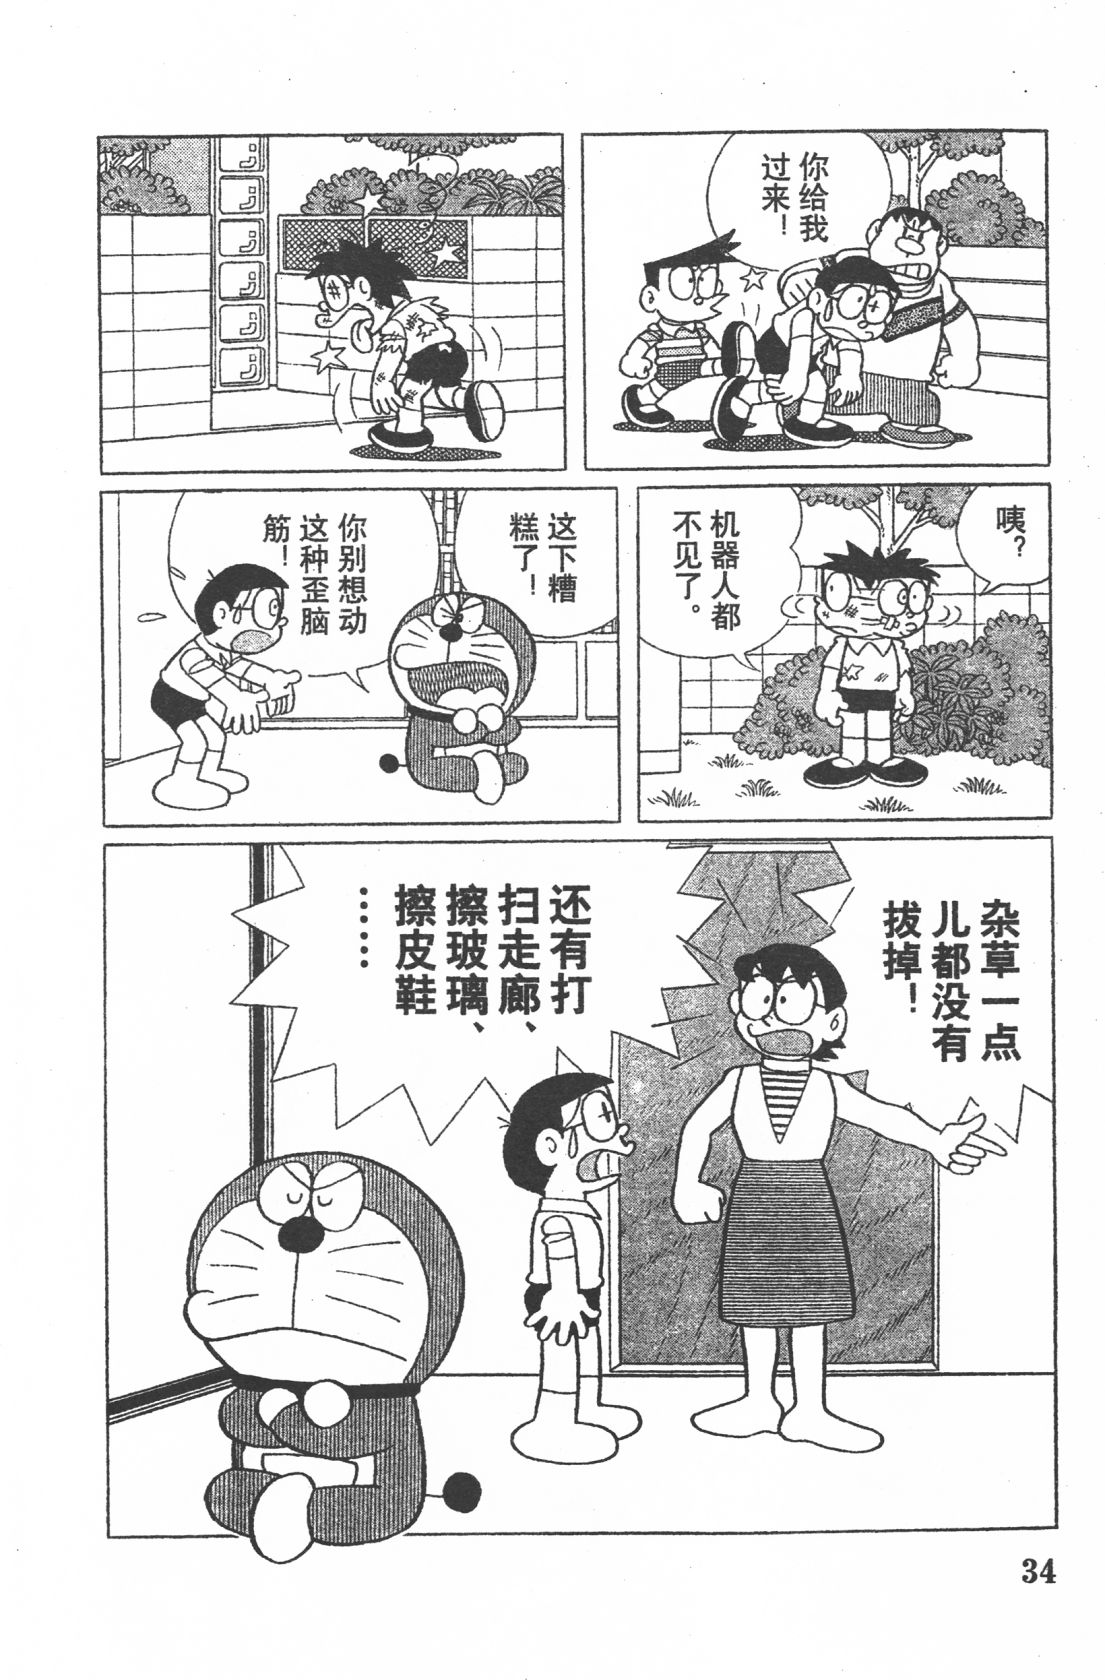 你给我
过来！
咦？
机器人都
不见了。
这下糟
糕了！
你别想动
这种歪脑
筋！
杂草一点
儿都没有
拔掉！
还有打
扫走廊、
擦玻璃、
擦皮鞋
……
34